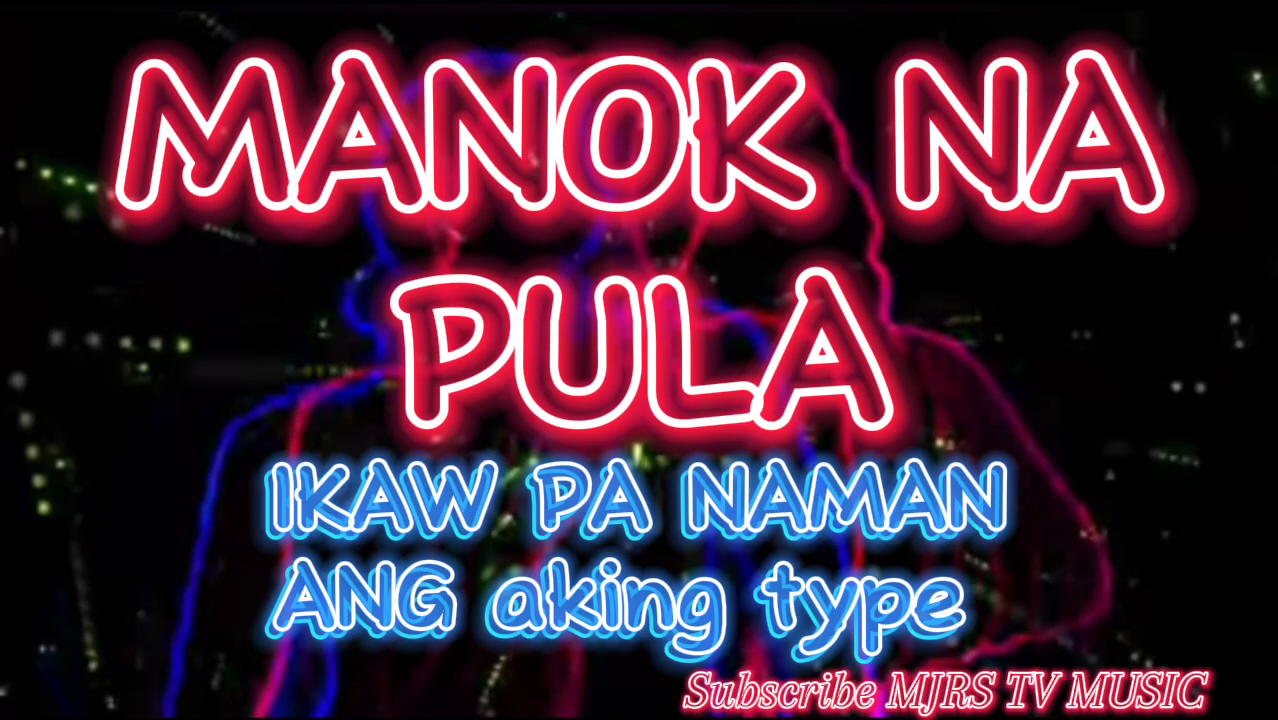 MANOK NA
PULA
IKAW PA NAMAN
ANG aking type
Subscribe MJRS TV MUSIC